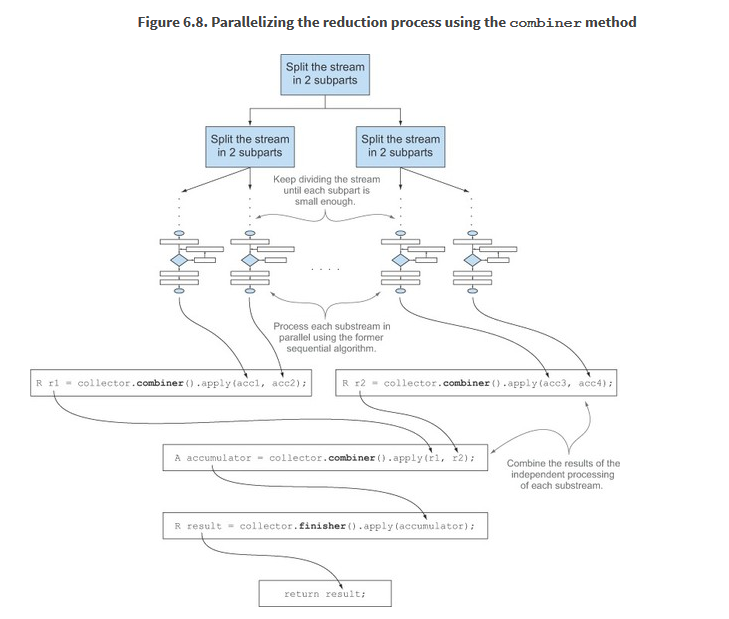 Figure 6.8. Parallelizing the reduction process using the combiner method
Split the stream
in 2 subparts
Split the stream
in 2 subparts
Split the stream
in 2 subparts
Keep dividing the stream
until each subpart is
small enough.
. . . .
Process each substream in
parallel using the former
sequential algorithm.
R r1 = collector.combiner().apply(acc1, acc2);
R r2 = collector.combiner().apply(acc3, acc4);
A accumulator = collector.combiner().apply(r1, r2);
Combine the results of the
independent processing
of each substream.
R result = collector.finisher().apply(accumulator);
return result;